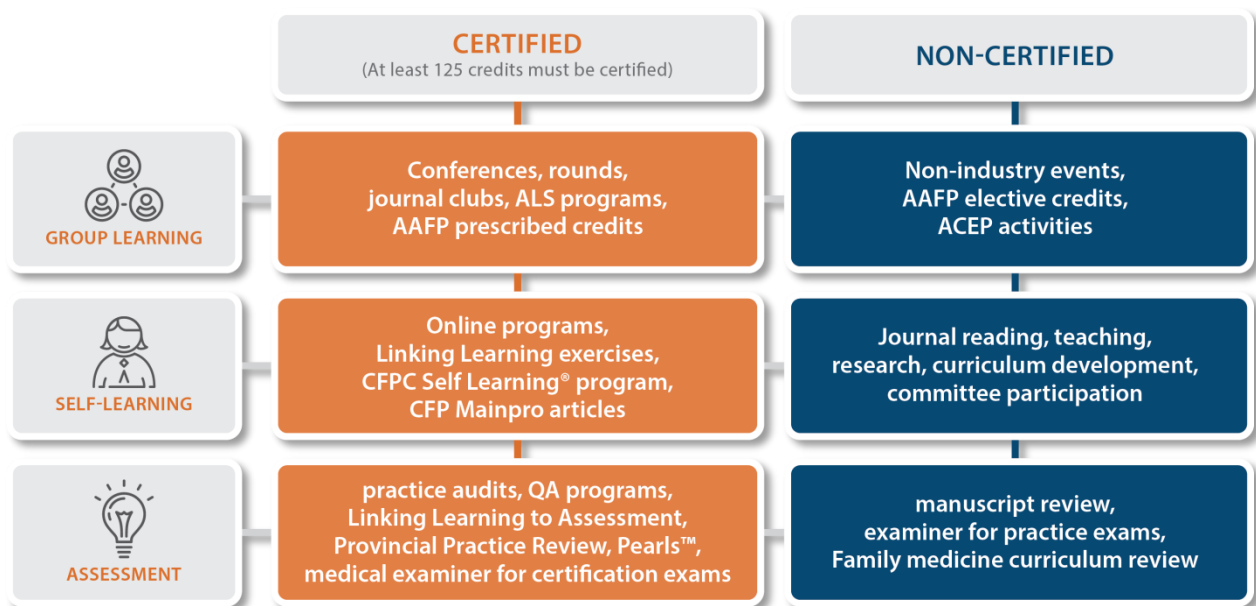 CERTIFIED
(At least 125 credits must be certified)
NON-CERTIFIED
GROUP LEARNING
Conferences, rounds,
journal clubs, ALS programs,
AAFP prescribed credits
Non-industry events,
AAFP elective credits,
ACEP activities
SELF-LEARNING
Online programs,
Linking Learning exercises,
CFPC Self Learning® program,
CFP Mainpro articles
Journal reading, teaching,
research, curriculum development,
committee participation
ASSESSMENT
practice audits, QA programs,
Linking Learning to Assessment,
Provincial Practice Review, Pearls™,
medical examiner for certification exams
manuscript review,
examiner for practice exams,
Family medicine curriculum review